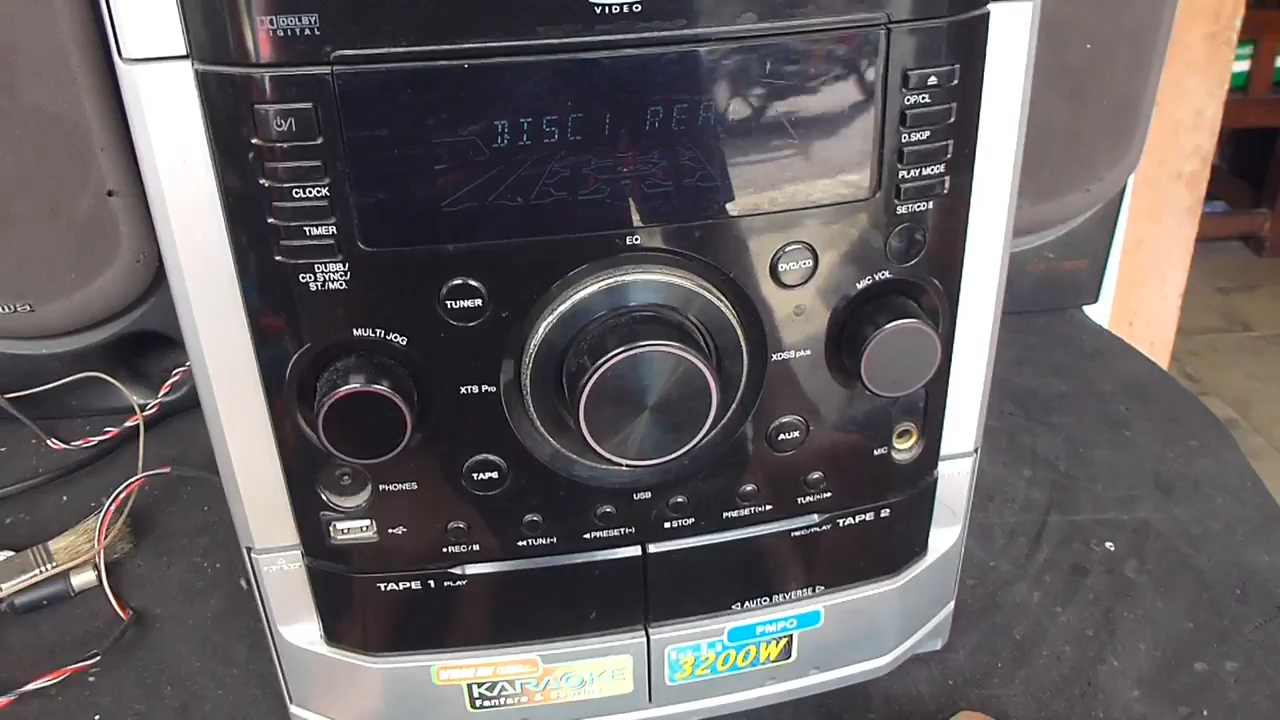 VIDEO
DOLBY
DIGITAL
DISC1 REA
OP/CL
D.SKIP
PLAY MODE
SET/CD II
CLOCK
TIMER
DUBB./
CD SYNC./
ST./MO.
EQ
DVD/CD
TUNER
MIC VOL
MULTI JOG
XDSS plus
XTS Pro
AUX
MIC
TAPE
PHONES
USB
REC/II
TUN.(-)
PRESET(-)
STOP
PRESET(+)
TUN.(+)
REC/PLAY TAPE 2
TAPE 1 PLAY
AUTO REVERSE
PMPO
3200W
KARAOKE